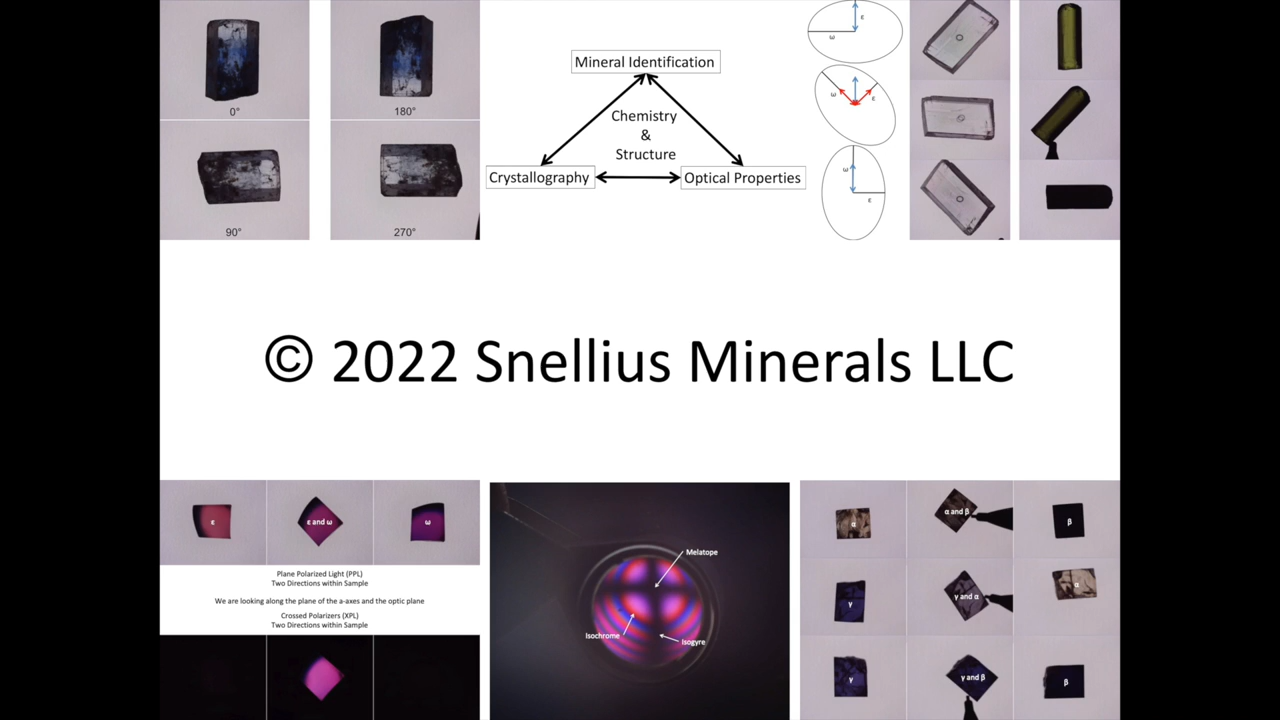 0°
180°
90°
270°
Mineral Identification
Chemistry
&
Structure
Crystallography
Optical Properties
ε
ω
ω
ε
ω
ε
© 2022 Snellius Minerals LLC
ε
ε and ω
ω
Plane Polarized Light (PPL)
Two Directions within Sample
We are looking along the plane of the a-axes and the optic plane
Crossed Polarizers (XPL)
Two Directions within Sample
Melatope
Isochrome
Isogyre
α
α and β
β
γ
γ and α
α
γ
γ and β
β